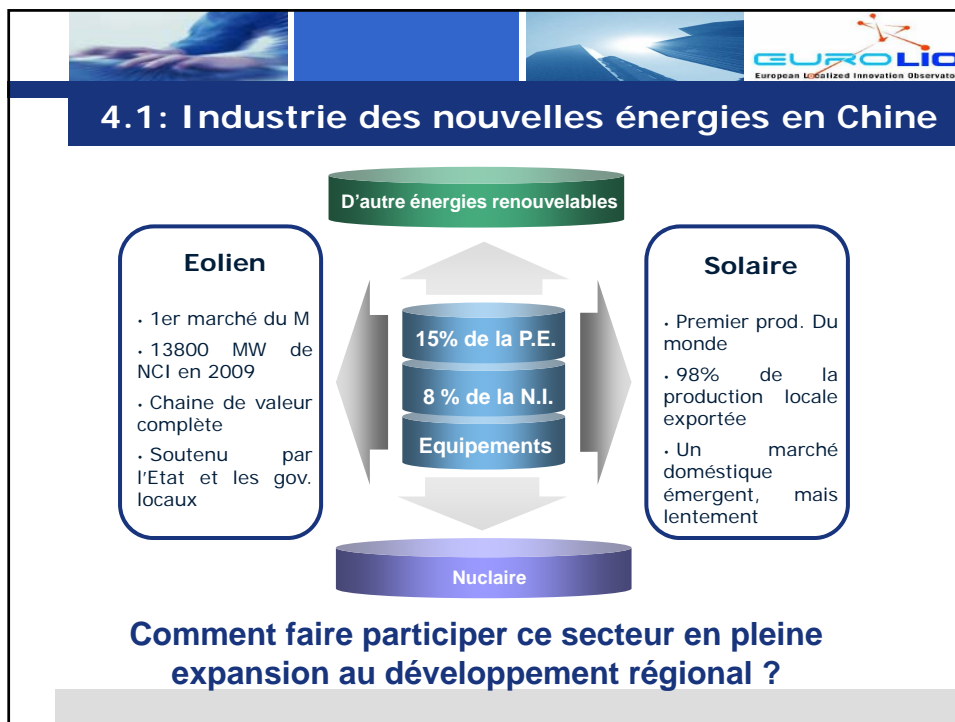 EUROLIO
European Localized Innovation Observato
4.1: Industrie des nouvelles énergies en Chine
D'autre énergies renouvelables
Eolien
· 1er marché du M
· 13800 MW de
NCI en 2009
· Chaine de valeur
complète
· Soutenu par
l'Etat et les gov.
locaux
15% de la P.E.
8 % de la N.I.
Equipements
Solaire
· Premier prod. Du
monde
· 98% de la
production locale
exportée
· Un marché
doméstique
émergent, mais
lentement
Nuclaire
Comment faire participer ce secteur en pleine
expansion au développement régional ?